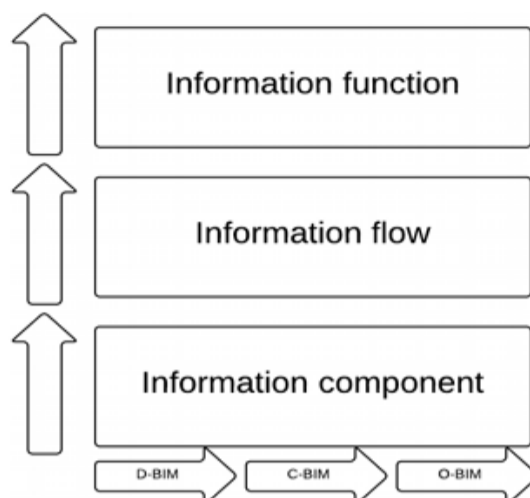 Information function
Information flow
Information component
D-BIM C-BIM O-BIM